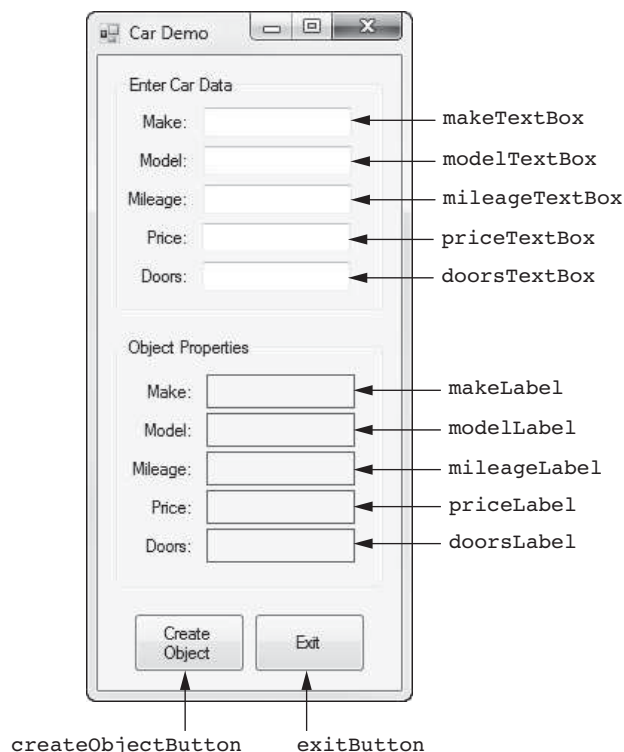 Car Demo
Enter Car Data
Make: makeTextBox
Model: modelTextBox
Mileage: mileageTextBox
Price: priceTextBox
Doors: doorsTextBox
Object Properties
Make: makeLabel
Model: modelLabel
Mileage: mileageLabel
Price: priceLabel
Doors: doorsLabel
Create
Object
Exit
createObjectButton exitButton